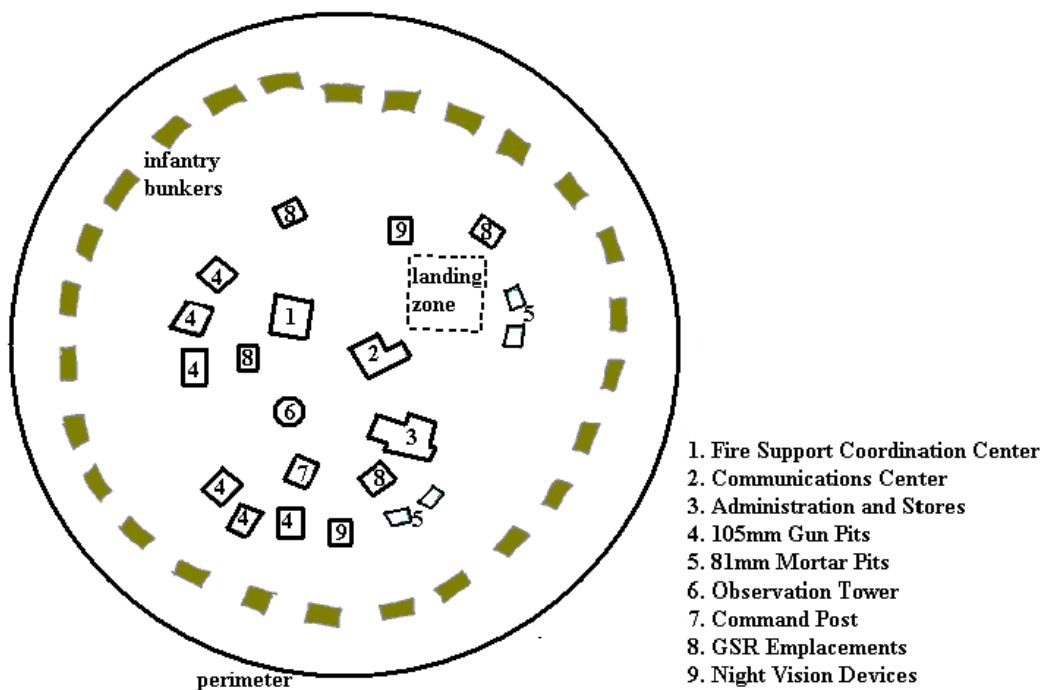 infantry
bunkers
8
9
8
4
landing
zone
4
1
5
8
2
4
6
3
7
8
4
5
4
4
9
perimeter
1. Fire Support Coordination Center
2. Communications Center
3. Administration and Stores
4. 105mm Gun Pits
5. 81mm Mortar Pits
6. Observation Tower
7. Command Post
8. GSR Emplacements
9. Night Vision Devices